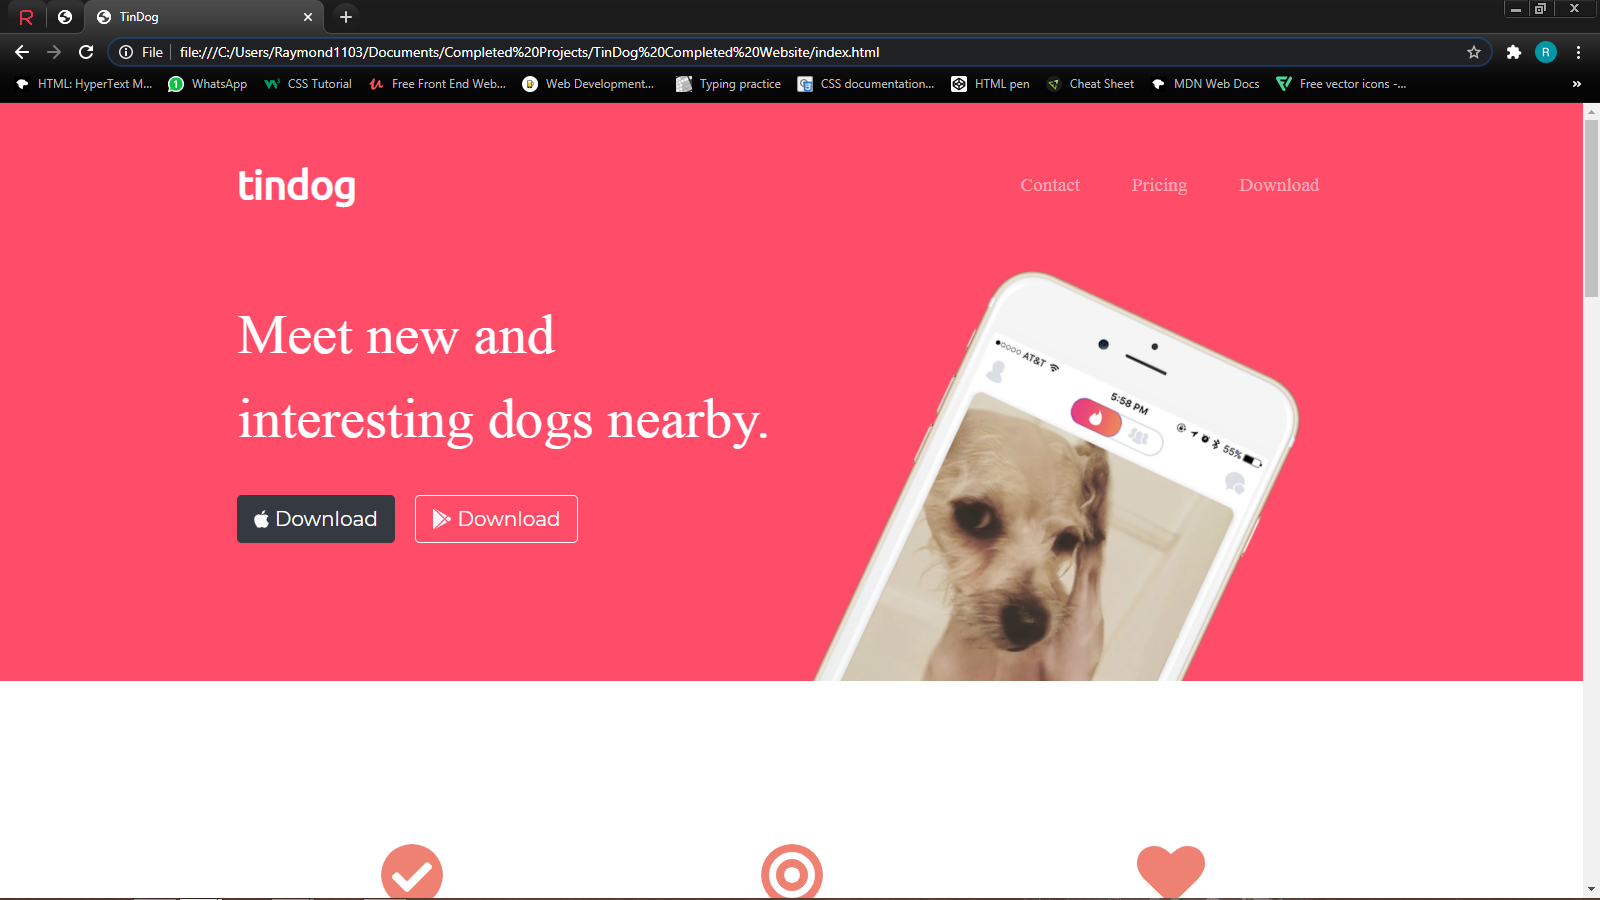 TinDog
File file:///C:/Users/Raymond1103/Documents/Completed%20Projects/TinDog%20Completed%20Website/index.html
R
HTML: HyperText M... WhatsApp CSS Tutorial Free Front End Web... Web Development... Typing practice CSS documentation... HTML pen Cheat Sheet MDN Web Docs Free vector icons -... »
tindog Contact Pricing Download
Meet new and
interesting dogs nearby.
Download Download
AT&T
5:58 PM
55%